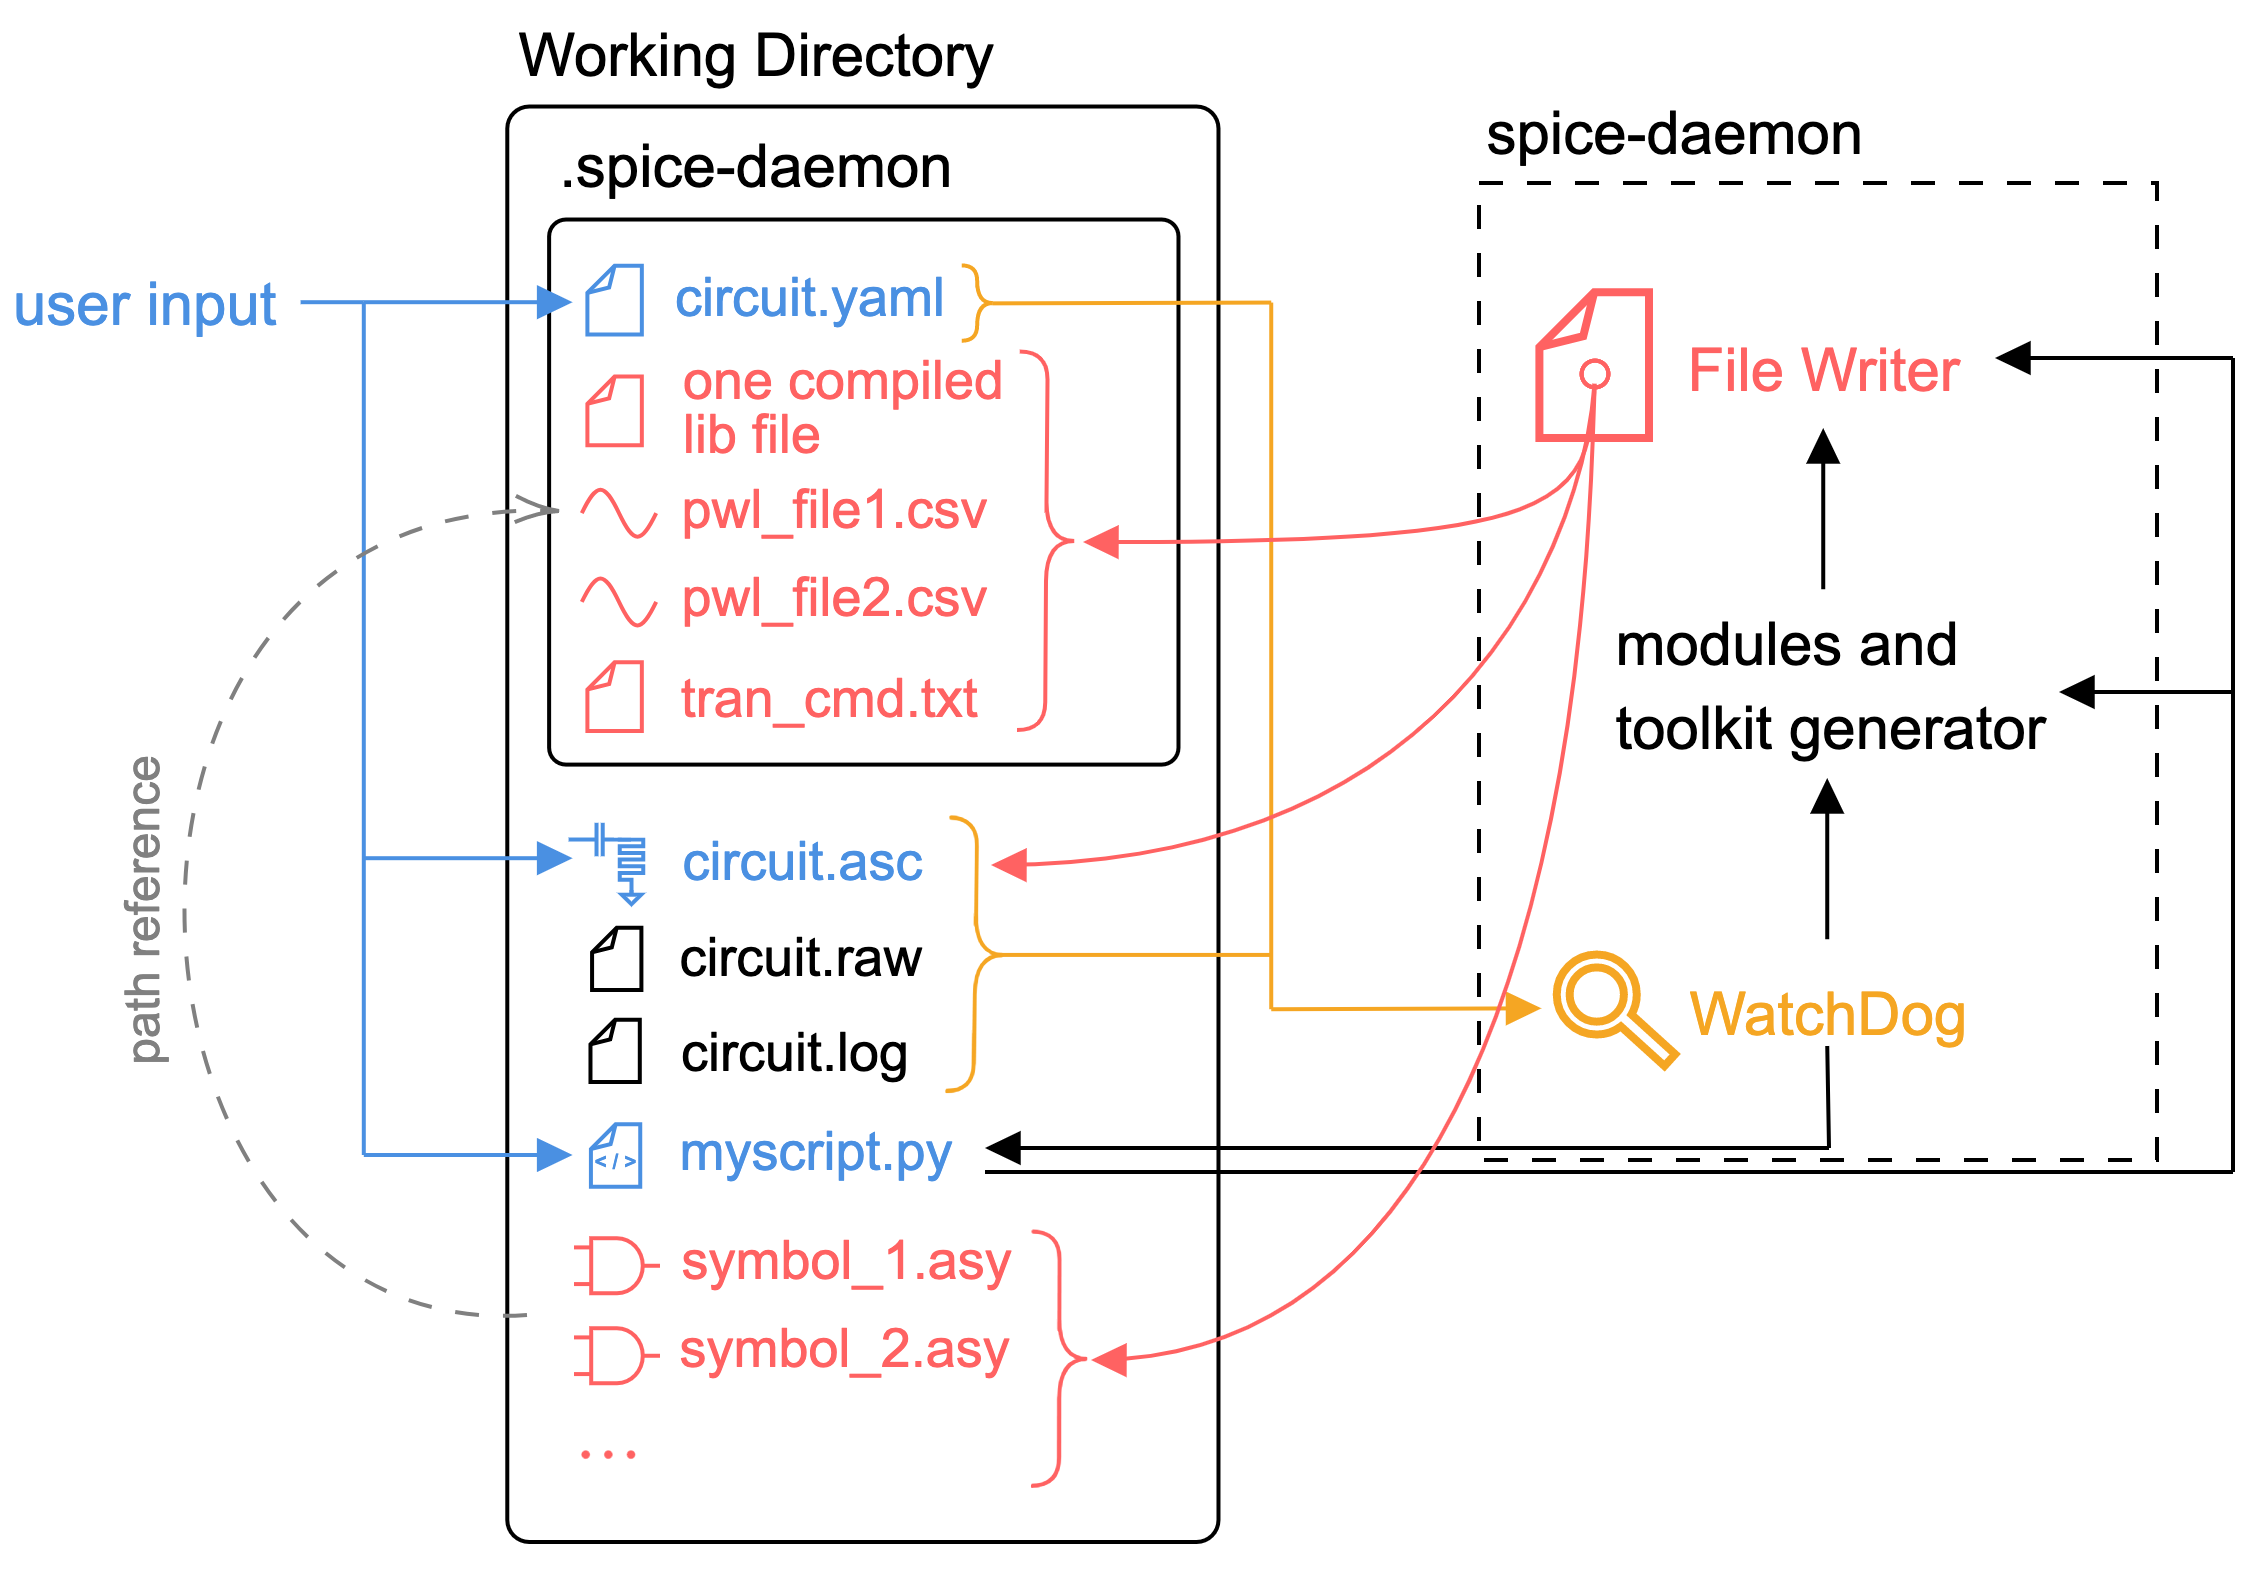 Working Directory
.spice-daemon
user input
circuit.yaml
one compiled
lib file
pwl_file1.csv
pwl_file2.csv
tran_cmd.txt
path reference
circuit.asc
circuit.raw
circuit.log
</>
myscript.py
symbol_1.asy
symbol_2.asy
...
spice-daemon
File Writer
modules and
toolkit generator
WatchDog